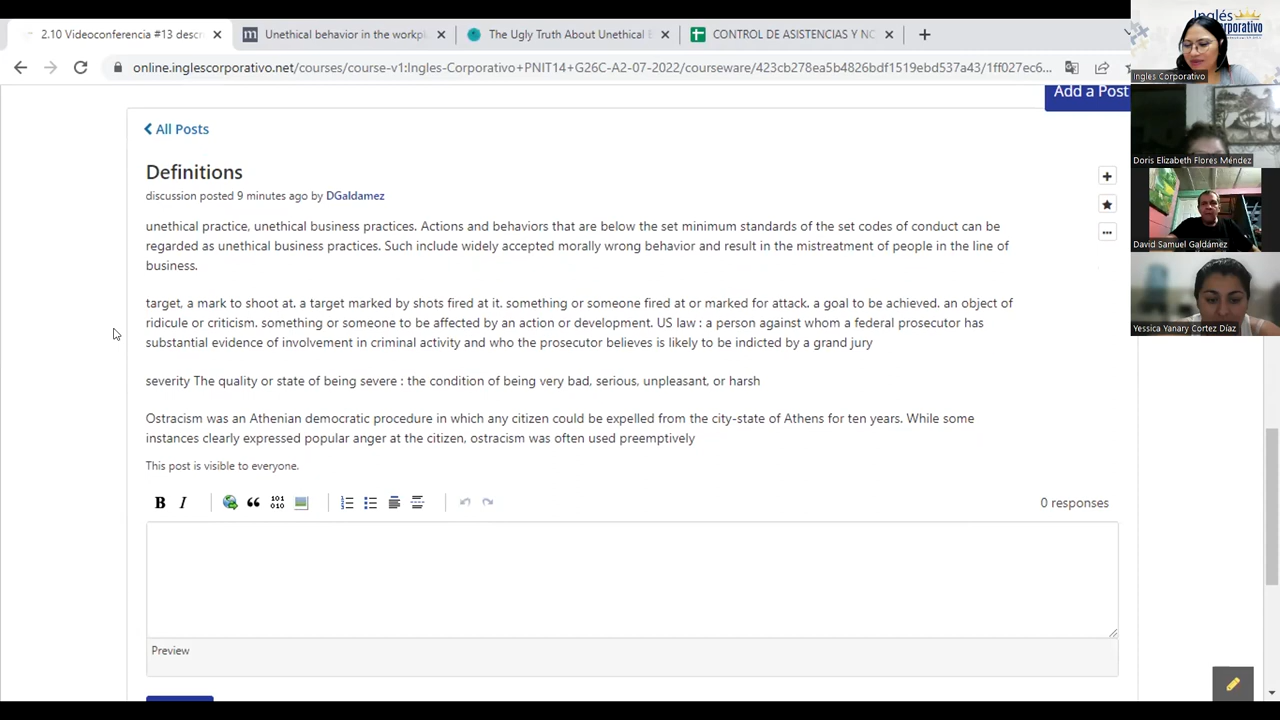 2.10 Videoconferencia #13 descr
Unethical behavior in the workpl
The Ugly Truth About Unethical E
CONTROL DE ASISTENCIAS Y NO
online.inglescorporativo.net/courses/course-v1:Ingles-Corporativo+PNIT14+G26C-A2-07-2022/courseware/423cb278ea5b4826bdf1519ebd537a43/1ff027ec6...
Inglés
Corporativo
Ingles Corporativo
Add a Post
All Posts
Doris Elizabeth Flores Méndez
Definitions
discussion posted 9 minutes ago by DGaldamez
unethical practice, unethical business practices. Actions and behaviors that are below the set minimum standards of the set codes of conduct can be
regarded as unethical business practices. Such include widely accepted morally wrong behavior and result in the mistreatment of people in the line of
business.
David Samuel Galdámez
target, a mark to shoot at. a target marked by shots fired at it. something or someone fired at or marked for attack. a goal to be achieved. an object of
ridicule or criticism. something or someone to be affected by an action or development. US law : a person against whom a federal prosecutor has
substantial evidence of involvement in criminal activity and who the prosecutor believes is likely to be indicted by a grand jury
Yessica Yanary Cortez Díaz
severity The quality or state of being severe : the condition of being very bad, serious, unpleasant, or harsh
Ostracism was an Athenian democratic procedure in which any citizen could be expelled from the city-state of Athens for ten years. While some
instances clearly expressed popular anger at the citizen, ostracism was often used preemptively
This post is visible to everyone.
B I
0 responses
Preview